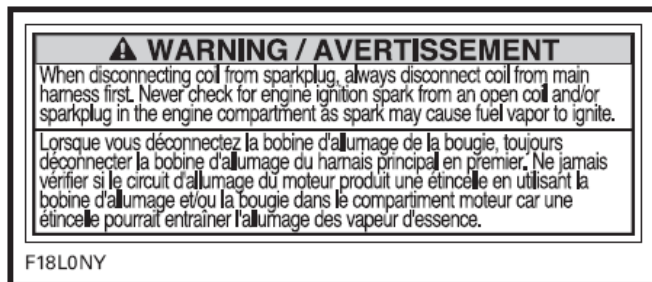 ⚠ WARNING / AVERTISSEMENT
When disconnecting coil from sparkplug, always disconnect coil from main
harness first. Never check for engine ignition spark from an open coil and/or
sparkplug in the engine compartment as spark may cause fuel vapor to ignite.
Lorsque vous déconnectez la bobine d'allumage de la bougie, toujours
déconnecter la bobine d'allumage du harnais principal en premier. Ne jamais
vérifier si le circuit d'allumage du moteur produit une étincelle en utilisant la
bobine d'allumage et/ou la bougie dans le compartiment moteur car une
étincelle pourrait entraîner l'allumage des vapeur d'essence.
F18L0NY